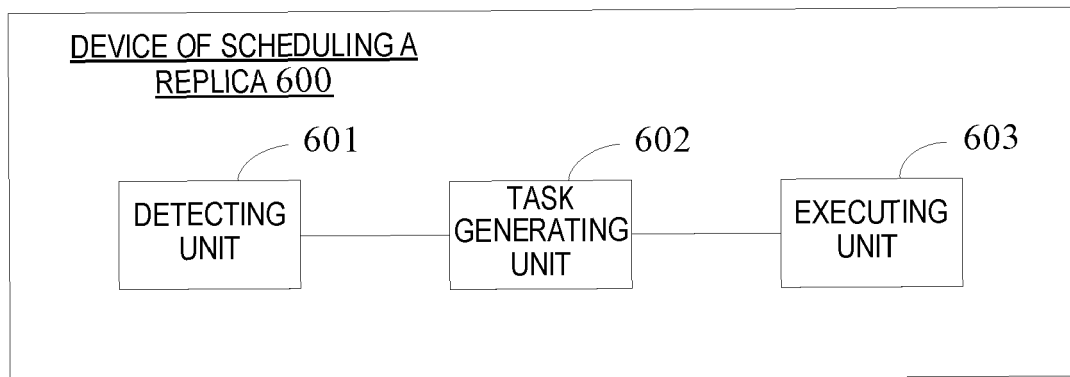 DEVICE OF SCHEDULING A
REPLICA 600
601
602
603
DETECTING
UNIT
TASK
GENERATING
UNIT
EXECUTING
UNIT